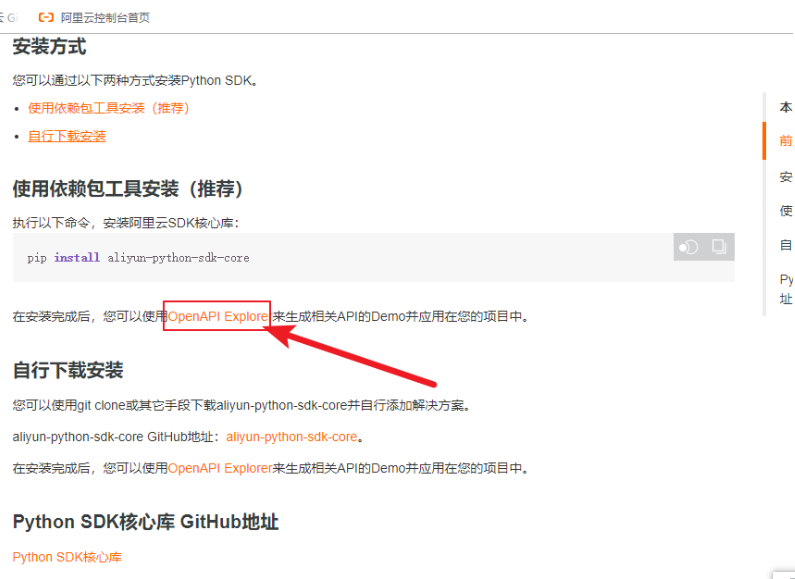 Gi
阿里云控制台首页
安装方式
您可以通过以下两种方式安装Python SDK。
• 使用依赖包工具安装（推荐）
• 自行下载安装
使用依赖包工具安装（推荐）
执行以下命令，安装阿里云SDK核心库：
pip install aliyun-python-sdk-core
在安装完成后，您可以使用OpenAPI Explorer来生成相关API的Demo并应用在您的项目中。
自行下载安装
您可以使用git clone或其它手段下载aliyun-python-sdk-core并自行添加解决方案。
aliyun-python-sdk-core GitHub地址：aliyun-python-sdk-core。
在安装完成后，您可以使用OpenAPI Explorer来生成相关API的Demo并应用在您的项目中。
Python SDK核心库 GitHub地址
Python SDK核心库
本
前
安
使
自
Py
址